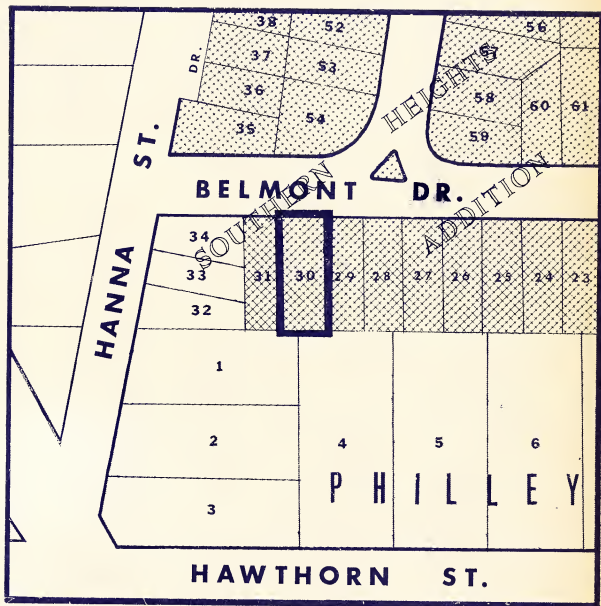 38 52 56
DR. 37 53 57
36 58 60 61
35 54 59
HANNA ST.
BELMONT DR.
SOUTHERN HEIGHTS ADDITION
34
33
32
31 30 29 28 27 26 25 24 23
1
2 4 5 6
3
PHILLEY
HAWTHORN ST.